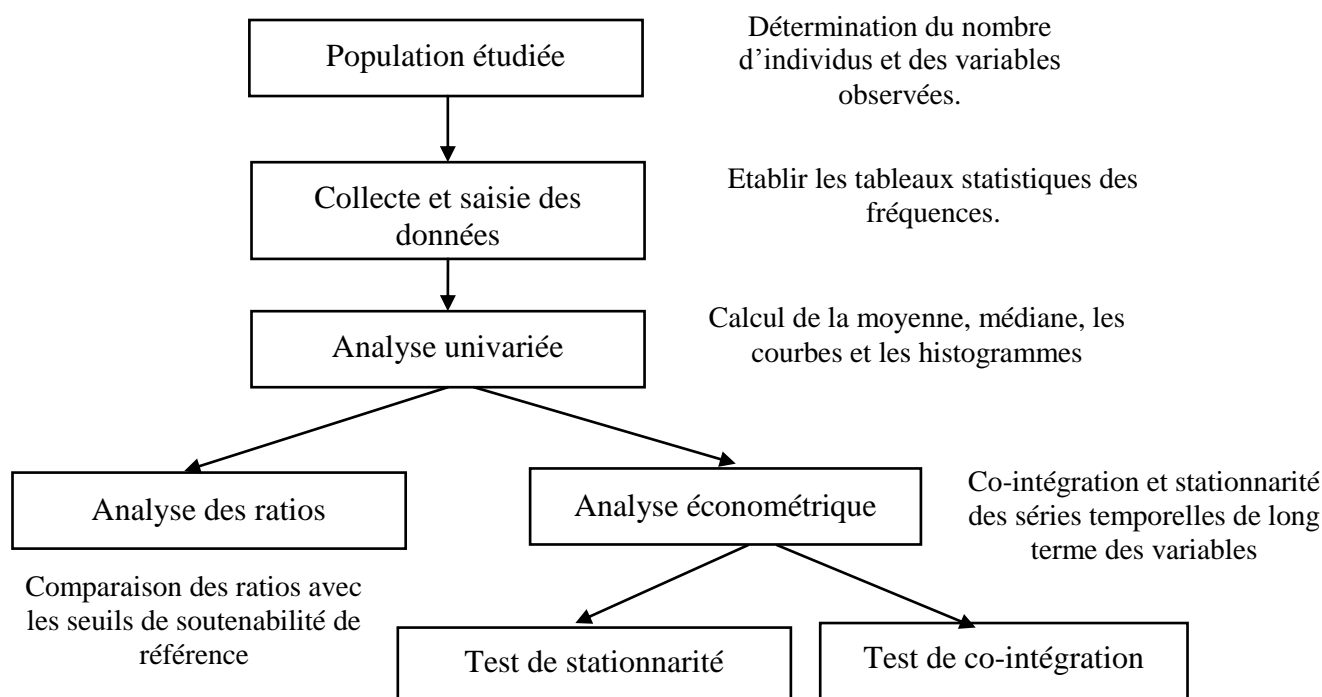 Population étudiée
Détermination du nombre
d’individus et des variables
observées.
Collecte et saisie des
données
Etablir les tableaux statistiques des
fréquences.
Analyse univariée
Calcul de la moyenne, médiane, les
courbes et les histogrammes
Analyse des ratios
Comparaison des ratios avec
les seuils de soutenabilité de
référence
Analyse économétrique
Co-intégration et stationnarité
des séries temporelles de long
terme des variables
Test de stationnarité
Test de co-intégration